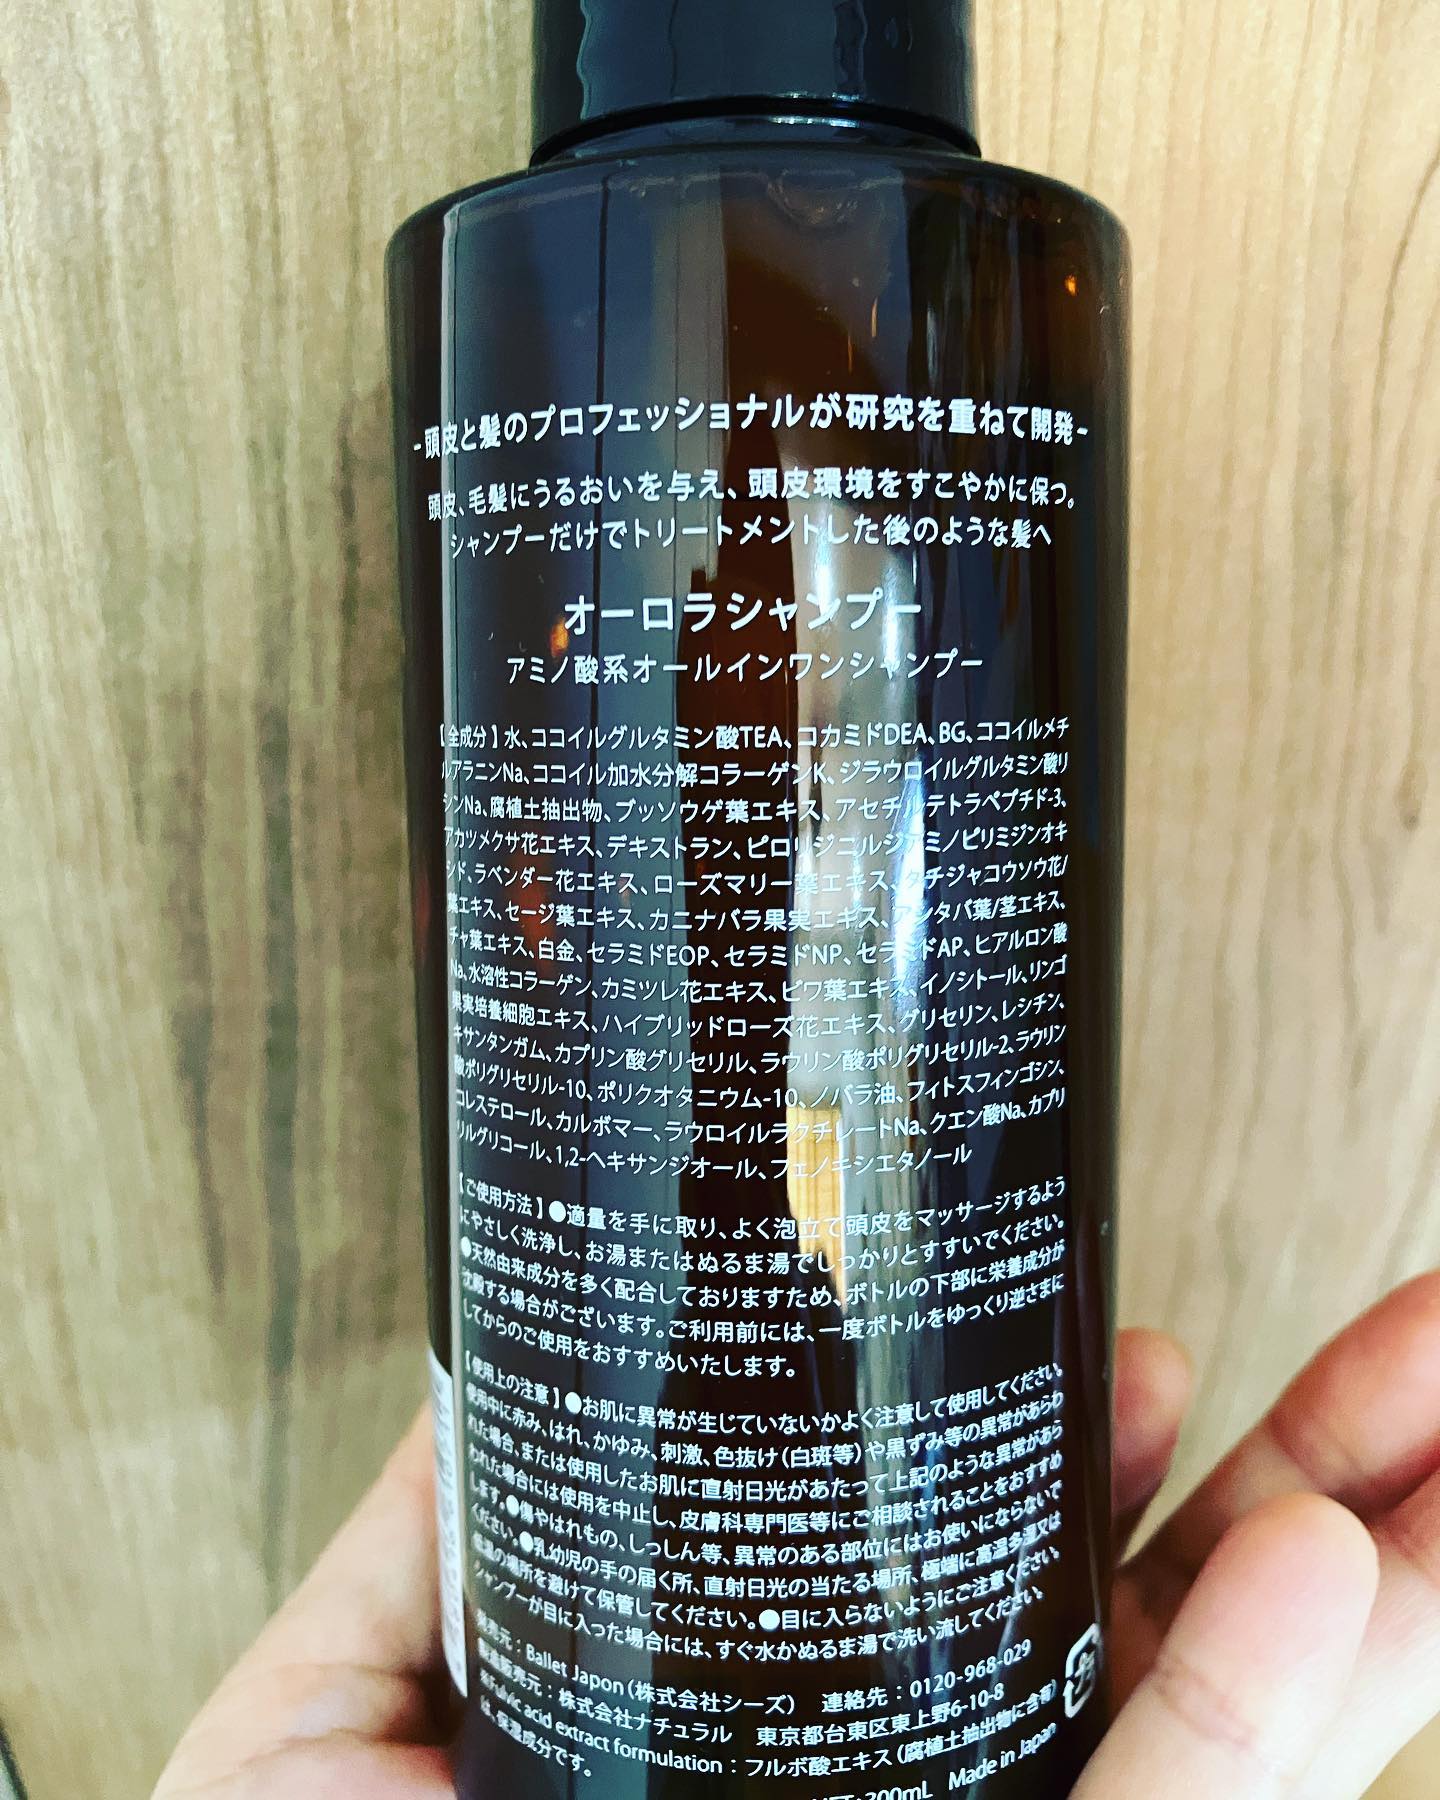 -頭皮と髪のプロフェッショナルが研究を重ねて開発-
頭皮、毛髪にうるおいを与え、頭皮環境をすこやかに保つ。
シャンプーだけでトリートメントした後のような髪へ
オーロラシャンプー
アミノ酸系オールインワンシャンプー
【全成分】水、ココイルグルタミン酸TEA、コカミドDEA、BG、ココイルメチ
ルアラニンNa、ココイル加水分解コラーゲンK、ジラウロイルグルタミン酸リ
シンNa、腐植土抽出物、ブッソウゲ葉エキス、アセチルテトラペプチド-3、
アカツメクサ花エキス、デキストラン、ピロリジニルジアミノピリミジンオキ
シド、ラベンダー花エキス、ローズマリー葉エキス、タチジャコウソウ花/
葉エキス、セージ葉エキス、カニナバラ果実エキス、アシタバ葉/茎エキス、
チャ葉エキス、白金、セラミドEOP、セラミドNP、セラミドAP、ヒアルロン酸
Na、水溶性コラーゲン、カミツレ花エキス、ビワ葉エキス、イノシトール、リンゴ
果実培養細胞エキス、ハイブリッドローズ花エキス、グリセリン、レシチン、
キサンタンガム、カプリン酸グリセリル、ラウリン酸ポリグリセリル-2、ラウリン
酸ポリグリセリル-10、ポリクオタニウム-10、ノバラ油、フィトスフィンゴシン、
コレステロール、カルボマー、ラウロイルラクチレートNa、クエン酸Na、カプリ
リルグリコール、1,2-ヘキサンジオール、フェノキシエタノール
【ご使用方法】●適量を手に取り、よく泡立て頭皮をマッサージするよう
にやさしく洗浄し、お湯またはぬるま湯でしっかりとすすいでください。
●天然由来成分を多く配合しておりますため、ボトルの下部に栄養成分が
沈殿する場合がございます。ご利用前には、一度ボトルをゆっくり逆さまに
してからのご使用をおすすめいたします。
【使用上の注意】●お肌に異常が生じていないかよく注意して使用してください。
使用中に赤み、はれ、かゆみ、刺激、色抜け（白斑等）や黒ずみ等の異常があらわ
れた場合、または使用したお肌に直射日光があたって上記のような異常があら
われた場合には使用を中止し、皮膚科専門医等にご相談されることをおすすめ
します。●傷やはれもの、しっしん等、異常のある部位にはお使いにならないで
ください。●乳幼児の手の届く所、直射日光の当たる場所、極端に高温多湿又は
低温の場所を避けて保管してください。●目に入らないようにご注意ください。
シャンプーが目に入った場合には、すぐ水かぬるま湯で洗い流してください。
発売元：Ballet Japon（株式会社シーズ） 連絡先：0120-968-029
製造販売元：株式会社ナチュラル 東京都台東区東上野6-10-8
※Fulvic acid extract formulation：フルボ酸エキス（腐植土抽出物に含有）
は、保湿成分です。
200mL Made in Japan